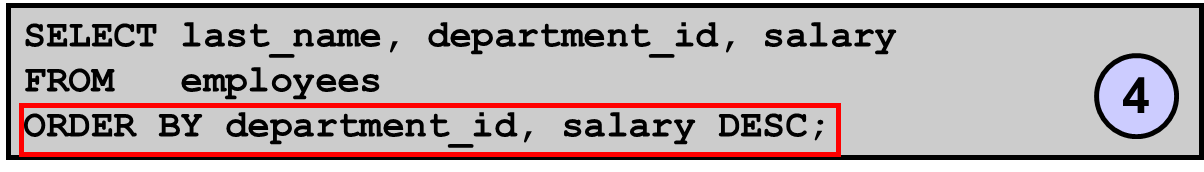 SELECT last_name, department_id, salary
FROM   employees
ORDER BY department_id, salary DESC;
4